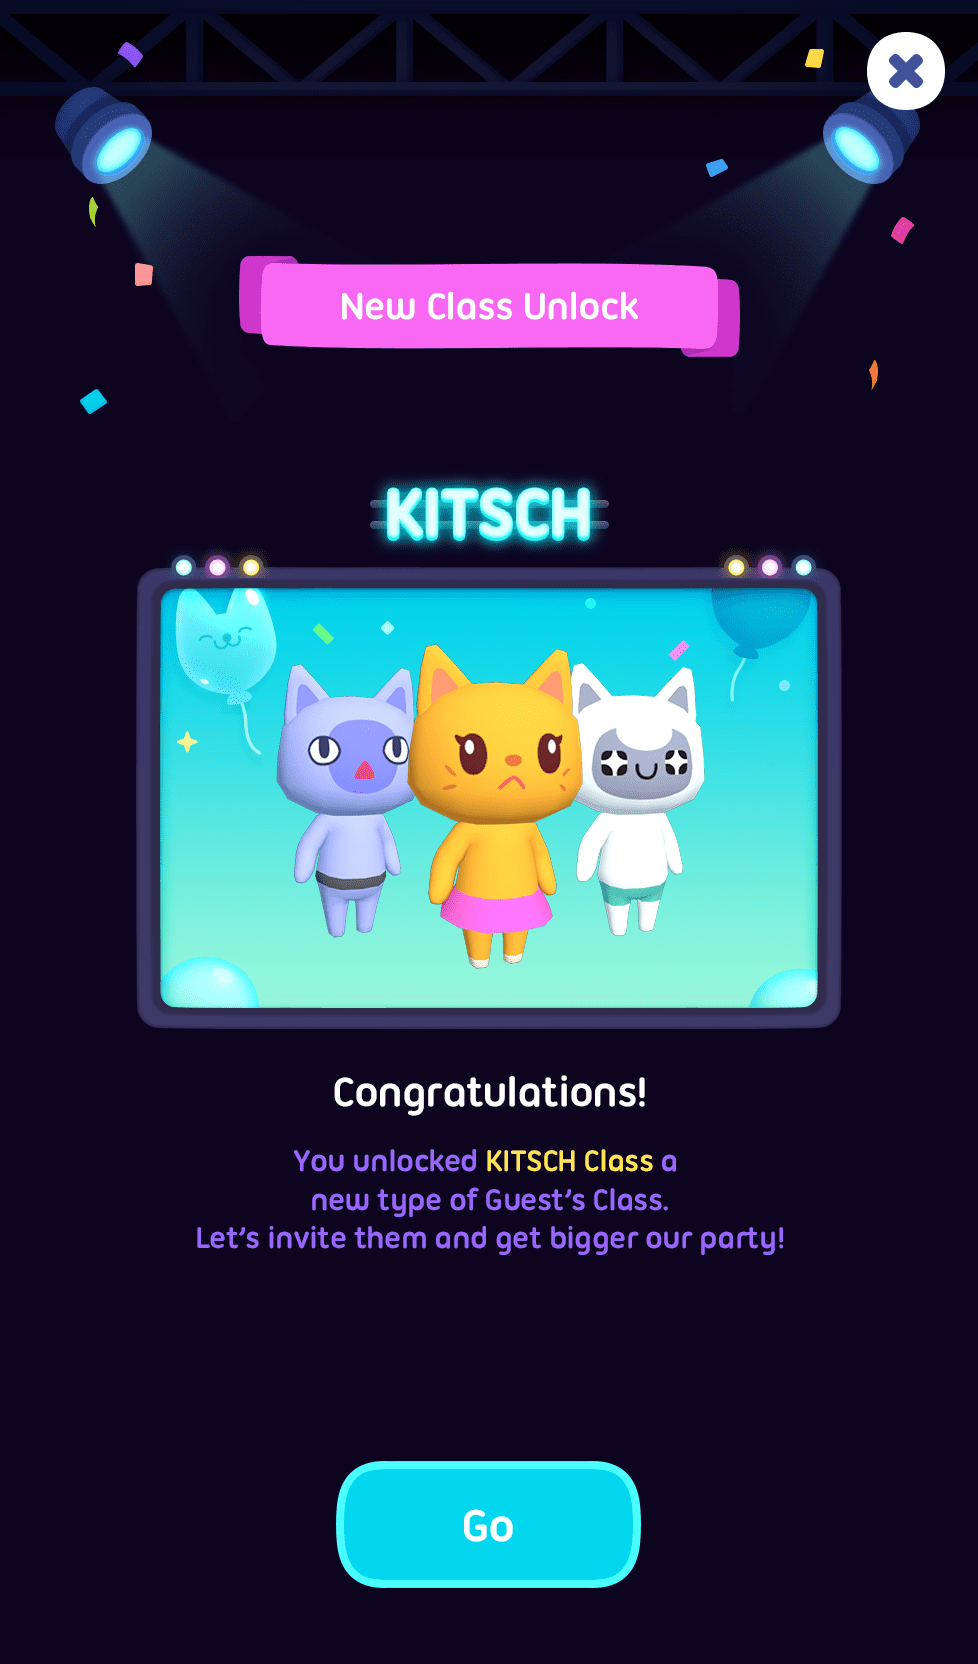 New Class Unlock
KITSCH
Congratulations!
You unlocked KITSCH Class a
new type of Guest's Class.
Let's invite them and get bigger our party!
Go